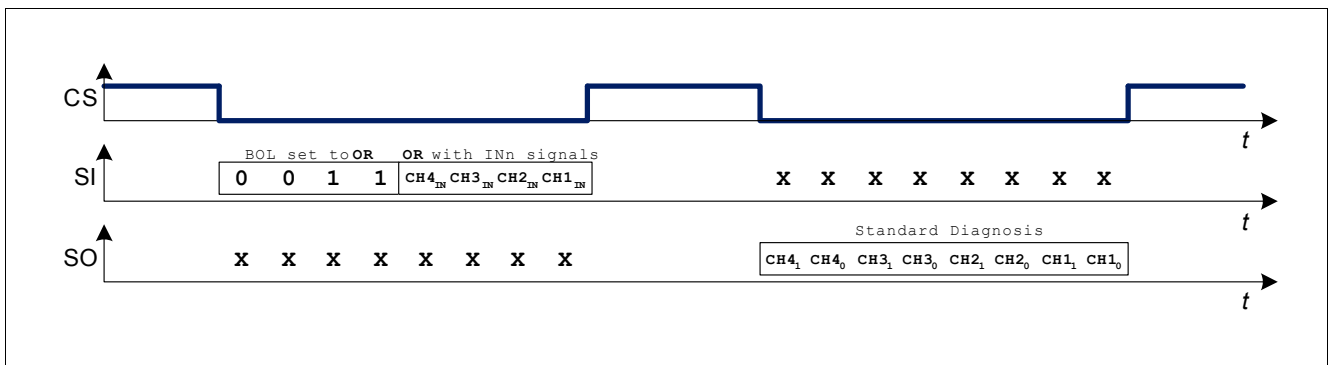 CS
t
BOL set to OR OR with INn signals
SI 0 0 1 1 CH4IN CH3IN CH2IN CH1IN X X X X X X X X
t
Standard Diagnosis
SO X X X X X X X X CH41 CH40 CH31 CH30 CH21 CH20 CH11 CH10
t